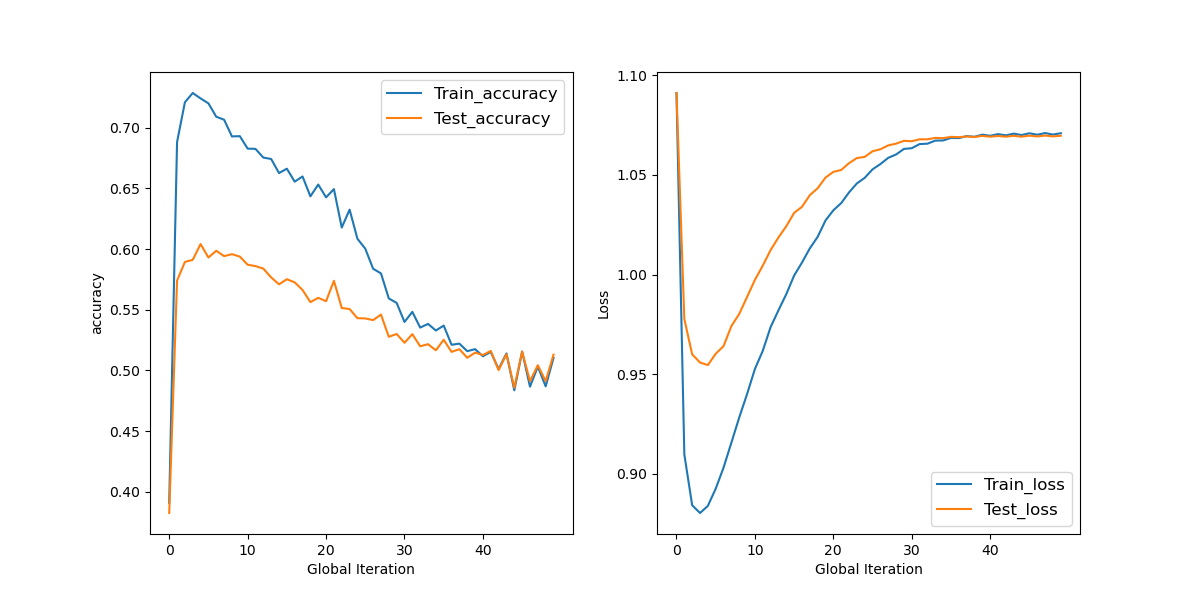 Train_accuracy
Test_accuracy
0.70
0.65
0.60
0.55
0.50
0.45
0.40
accuracy
0 10 20 30 40
Global Iteration
1.10
1.05
1.00
0.95
0.90
Loss
Train_loss
Test_loss
0 10 20 30 40
Global Iteration